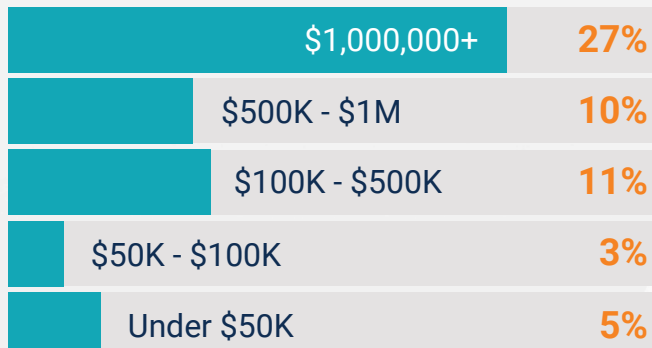 $1,000,000+ 27%
$500K - $1M 10%
$100K - $500K 11%
$50K - $100K 3%
Under $50K 5%